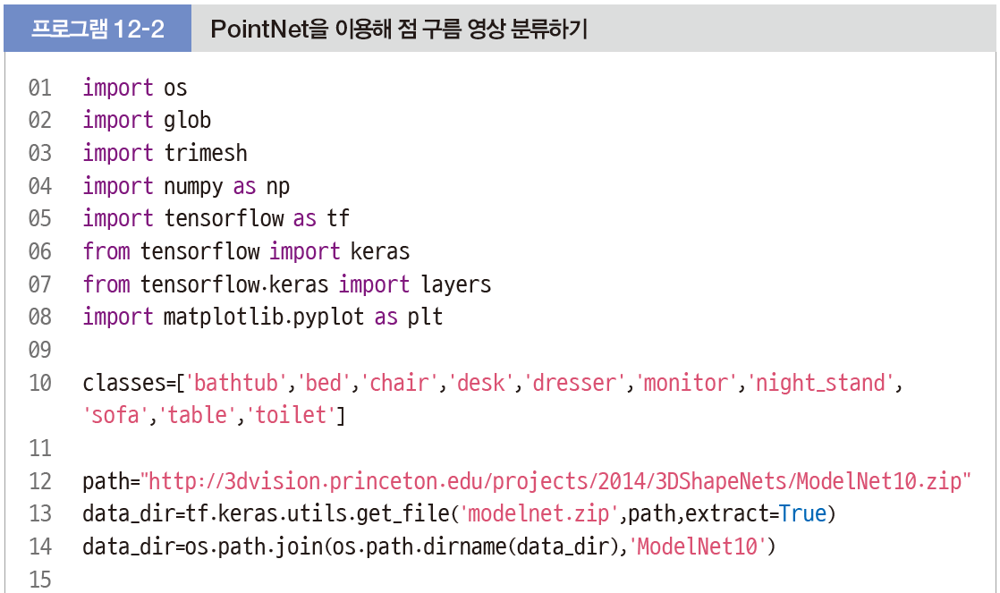 프로그램 12-2 PointNet을 이용해 점 구름 영상 분류하기
01 import os
02 import glob
03 import trimesh
04 import numpy as np
05 import tensorflow as tf
06 from tensorflow import keras
07 from tensorflow.keras import layers
08 import matplotlib.pyplot as plt
09
10 classes=['bathtub','bed','chair','desk','dresser','monitor','night_stand',
'sofa','table','toilet']
11
12 path="http://3dvision.princeton.edu/projects/2014/3DShapeNets/ModelNet10.zip"
13 data_dir=tf.keras.utils.get_file('modelnet.zip',path,extract=True)
14 data_dir=os.path.join(os.path.dirname(data_dir),'ModelNet10')
15